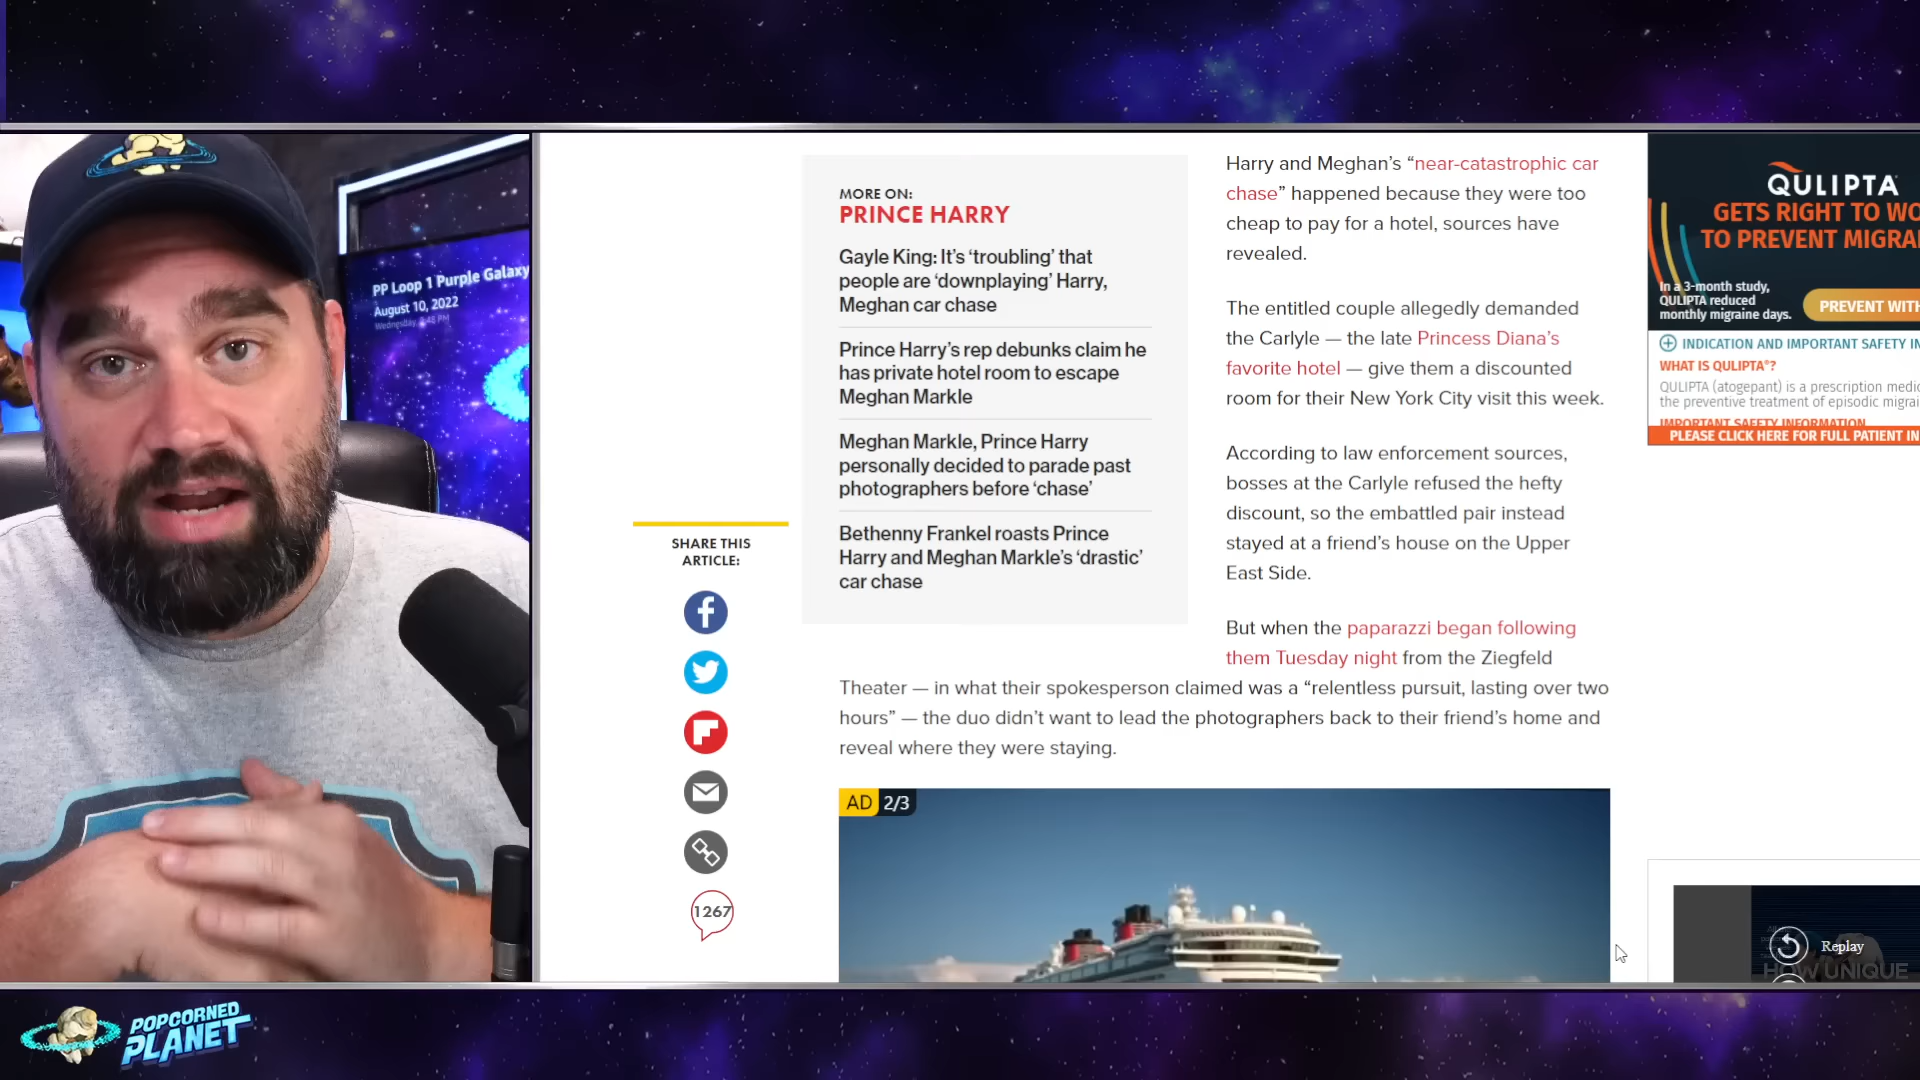 PP Loop 1 Purple Galaxy
August 10, 2022
MORE ON:
PRINCE HARRY
Gayle King: It’s ‘troubling’ that
people are ‘downplaying’ Harry,
Meghan car chase
Prince Harry’s rep debunks claim he
has private hotel room to escape
Meghan Markle
Meghan Markle, Prince Harry
personally decided to parade past
photographers before ‘chase’
Bethenny Frankel roasts Prince
Harry and Meghan Markle’s ‘drastic’
car chase
SHARE THIS
ARTICLE:
1267
Harry and Meghan’s “near-catastrophic car
chase” happened because they were too
cheap to pay for a hotel, sources have
revealed.
The entitled couple allegedly demanded
the Carlyle — the late Princess Diana’s
favorite hotel — give them a discounted
room for their New York City visit this week.
According to law enforcement sources,
bosses at the Carlyle refused the hefty
discount, so the embattled pair instead
stayed at a friend’s house on the Upper
East Side.
But when the paparazzi began following
them Tuesday night from the Ziegfeld
Theater — in what their spokesperson claimed was a “relentless pursuit, lasting over two
hours” — the duo didn’t want to lead the photographers back to their friend’s home and
reveal where they were staying.
AD 2/3
QULIPTA
GETS RIGHT TO WO
TO PREVENT MIGRA
In a 3-month study,
QULIPTA reduced
monthly migraine days.
PREVENT WITH
INDICATION AND IMPORTANT SAFETY IN
WHAT IS QULIPTA®?
QULIPTA (atogepant) is a prescription medic
the preventive treatment of episodic migrai
IMPORTANT SAFETY INFORMATION
PLEASE CLICK HERE FOR FULL PATIENT IN
Replay
HOW UNIQUE
POPCORNED
PLANET